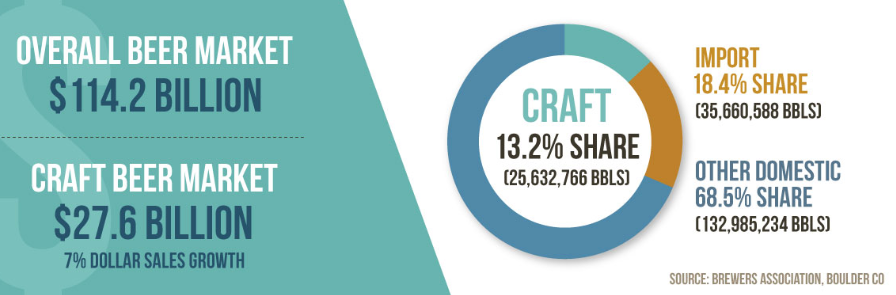 OVERALL BEER MARKET
$114.2 BILLION
CRAFT BEER MARKET
$27.6 BILLION
7% DOLLAR SALES GROWTH
CRAFT
13.2% SHARE
(25,632,766 BBLS)
IMPORT
18.4% SHARE
(35,660,588 BBLS)
OTHER DOMESTIC
68.5% SHARE
(132,985,234 BBLS)
SOURCE: BREWERS ASSOCIATION, BOULDER CO